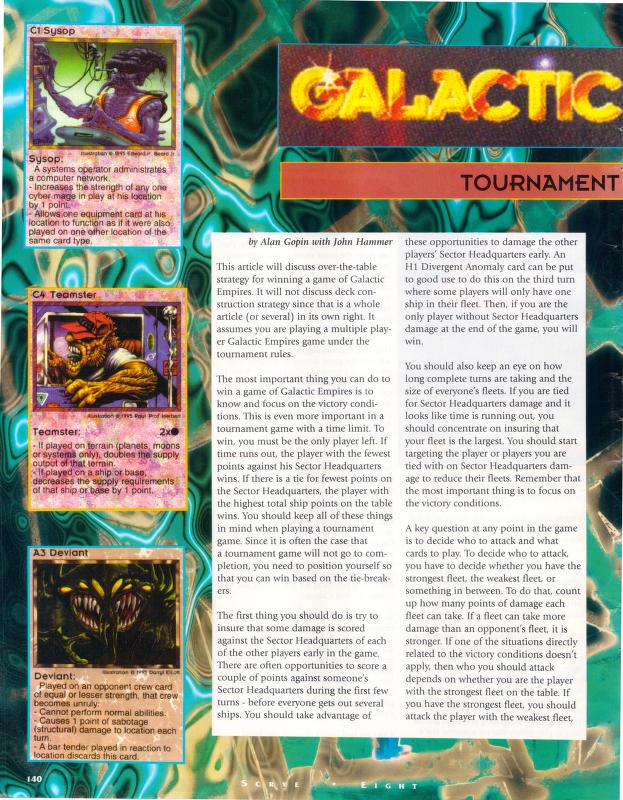 C1 Sysop
Illustration © 1995 Edward P. Beard Jr.
Sysop:
A systems operator administrates
a computer network.
- Increases the strength of any one
cyber mage in play at his location
by 1 point.
- Allows one equipment card at his
location to function as if it were also
played on one other location of the
same card type.
C4 Teamster
Illustration © 1995 Paul Prof Herbert
Teamster: 2x
- If played on terrain (planets, moons
or systems only), doubles the supply
output of that terrain.
- If played on a ship or base,
decreases the supply requirements
of that ship or base by 1 point.
A3 Deviant
Illustration © 1995 Darryl Elliott
Deviant:
Played on an opponent crew card
of equal or lesser strength, that crew
becomes unruly:
- Cannot perform normal abilities.
- Causes 1 point of sabotage
(structural) damage to location each
turn.
- A bar tender played in reaction to
location discards this card.
GALACTIC
TOURNAMENT
by Alan Gopin with John Hammer
This article will discuss over-the-table
strategy for winning a game of Galactic
Empires. It will not discuss deck con-
struction strategy since that is a whole
article (or several) in its own right. It
assumes you are playing a multiple play-
er Galactic Empires game under the
tournament rules.
The most important thing you can do to
win a game of Galactic Empires is to
know and focus on the victory condi-
tions. This is even more important in a
tournament game with a time limit. To
win, you must be the only player left. If
time runs out, the player with the fewest
points against his Sector Headquarters
wins. If there is a tie for fewest points on
the Sector Headquarters, the player with
the highest total ship points on the table
wins. You should keep all of these things
in mind when playing a tournament
game. Since it is often the case that
a tournament game will not go to com-
pletion, you need to position yourself so
that you can win based on the tie-break-
ers.
The first thing you should do is try to
insure that some damage is scored
against the Sector Headquarters of each
of the other players early in the game.
There are often opportunities to score a
couple of points against someone's
Sector Headquarters during the first few
turns - before everyone gets out several
ships. You should take advantage of
these opportunities to damage the other
players' Sector Headquarters early. An
H1 Divergent Anomaly card can be put
to good use to do this on the third turn
where some players will only have one
ship in their fleet. Then, if you are the
only player without Sector Headquarters
damage at the end of the game, you will
win.
You should also keep an eye on how
long complete turns are taking and the
size of everyone's fleets. If you are tied
for Sector Headquarters damage and it
looks like time is running out, you
should concentrate on insuring that
your fleet is the largest. You should start
targeting the player or players you are
tied with on Sector Headquarters dam-
age to reduce their fleets. Remember that
the most important thing is to focus on
the victory conditions.
A key question at any point in the game
is to decide who to attack and what
cards to play. To decide who to attack,
you have to decide whether you have the
strongest fleet, the weakest fleet, or
something in between. To do that, count
up how many points of damage each
fleet can take. If a fleet can take more
damage than an opponent's fleet, it is
stronger. If one of the situations directly
related to the victory conditions doesn't
apply, then who you should attack
depends on whether you are the player
with the strongest fleet on the table. If
you have the strongest fleet, you should
attack the player with the weakest fleet,
140
SCRYE • EIGHT